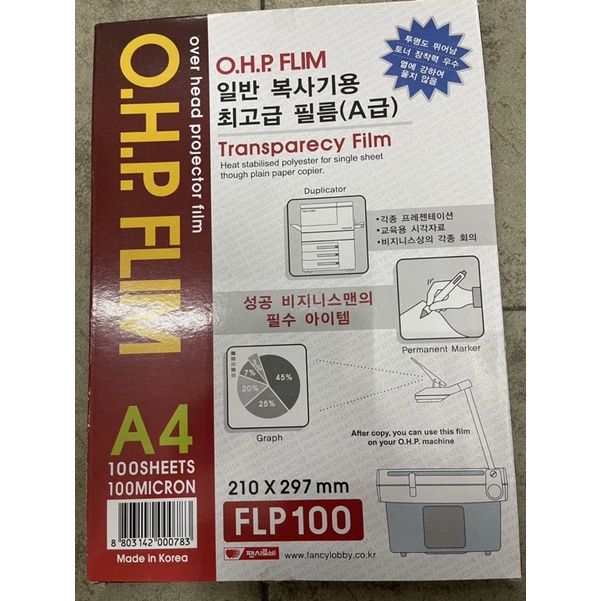 O.H.P. FLIM
over head projector film
A4
100SHEETS
100MICRON
8 803142 000783
Made in Korea
O.H.P. FLIM
일반 복사기용
최고급 필름(A급)
Transparecy Film
Heat stabilised polyester for single sheet
though plain paper copier.
투명도 뛰어남
토너 장착력 우수
열에 강하여
울지 않음
Duplicator
•각종 프레젠테이션
•교육용 시각자료
•비지니스상의 각종 회의
성공 비지니스맨의
필수 아이템
Permanent Marker
45%
25%
20%
7%
3%
Graph
After copy, you can use this film
on your O.H.P. machine
210 X 297 mm
FLP100
팬시로비
www.fancylobby.co.kr